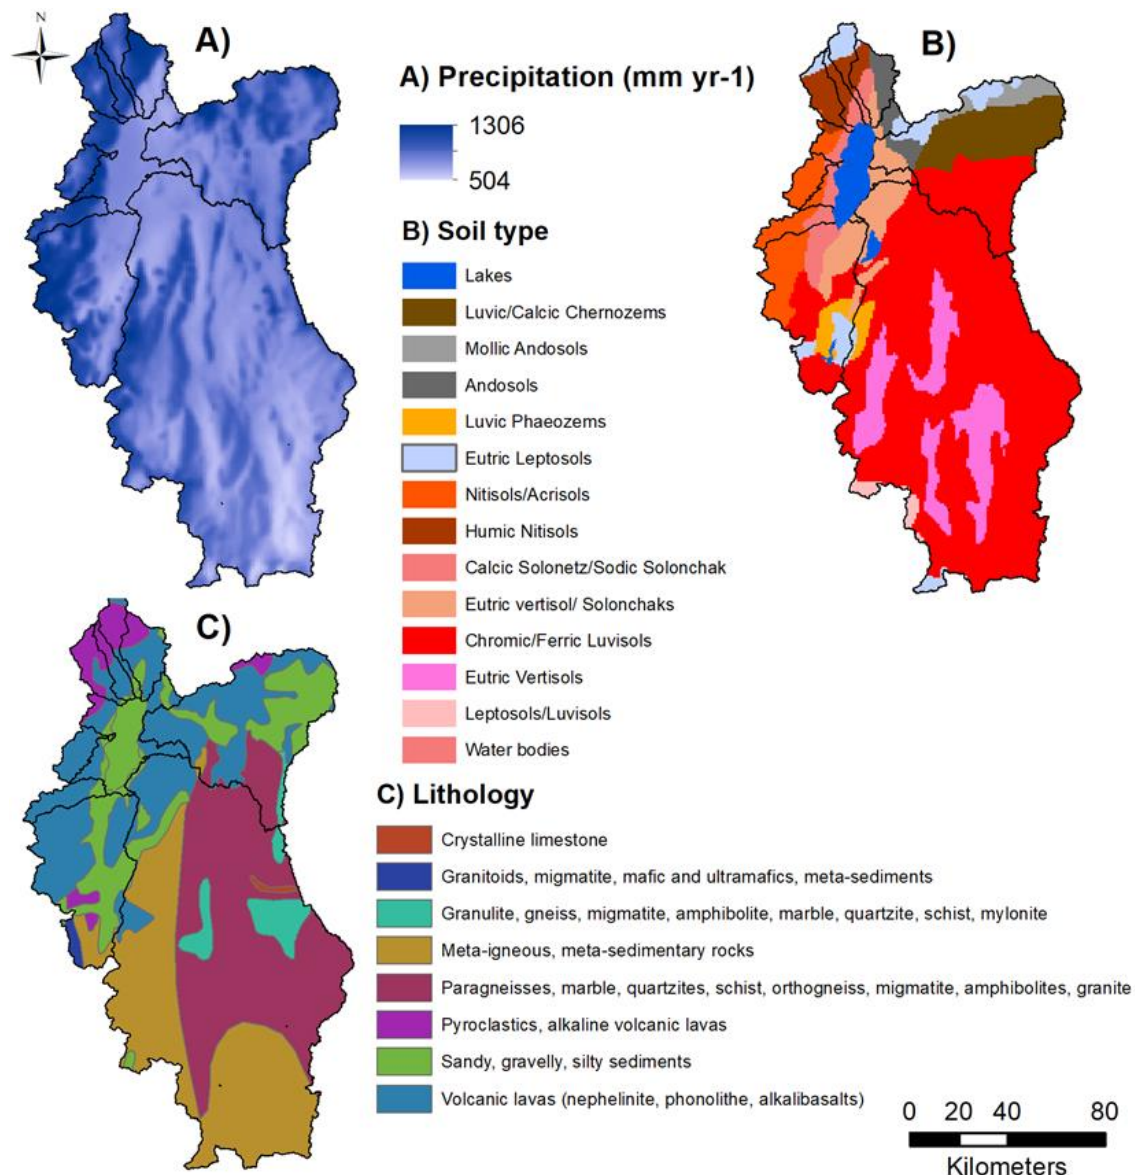 N
A)
B)
A) Precipitation (mm yr-1)
1306
504
B) Soil type
Lakes
Luvic/Calcic Chernozems
Mollic Andosols
Andosols
Luvic Phaeozems
Eutric Leptosols
Nitisols/Acrisols
Humic Nitisols
Calcic Solonetz/Sodic Solonchak
Eutric vertisol/ Solonchaks
Chromic/Ferric Luvisols
Eutric Vertisols
Leptosols/Luvisols
Water bodies
C)
C) Lithology
Crystalline limestone
Granitoids, migmatite, mafic and ultramafics, meta-sediments
Granulite, gneiss, migmatite, amphibolite, marble, quartzite, schist, mylonite
Meta-igneous, meta-sedimentary rocks
Paragneisses, marble, quartzites, schist, orthogneiss, migmatite, amphibolites, granite
Pyroclastics, alkaline volcanic lavas
Sandy, gravelly, silty sediments
Volcanic lavas (nephelinite, phonolithe, alkalibasalts)
0 20 40 80
Kilometers